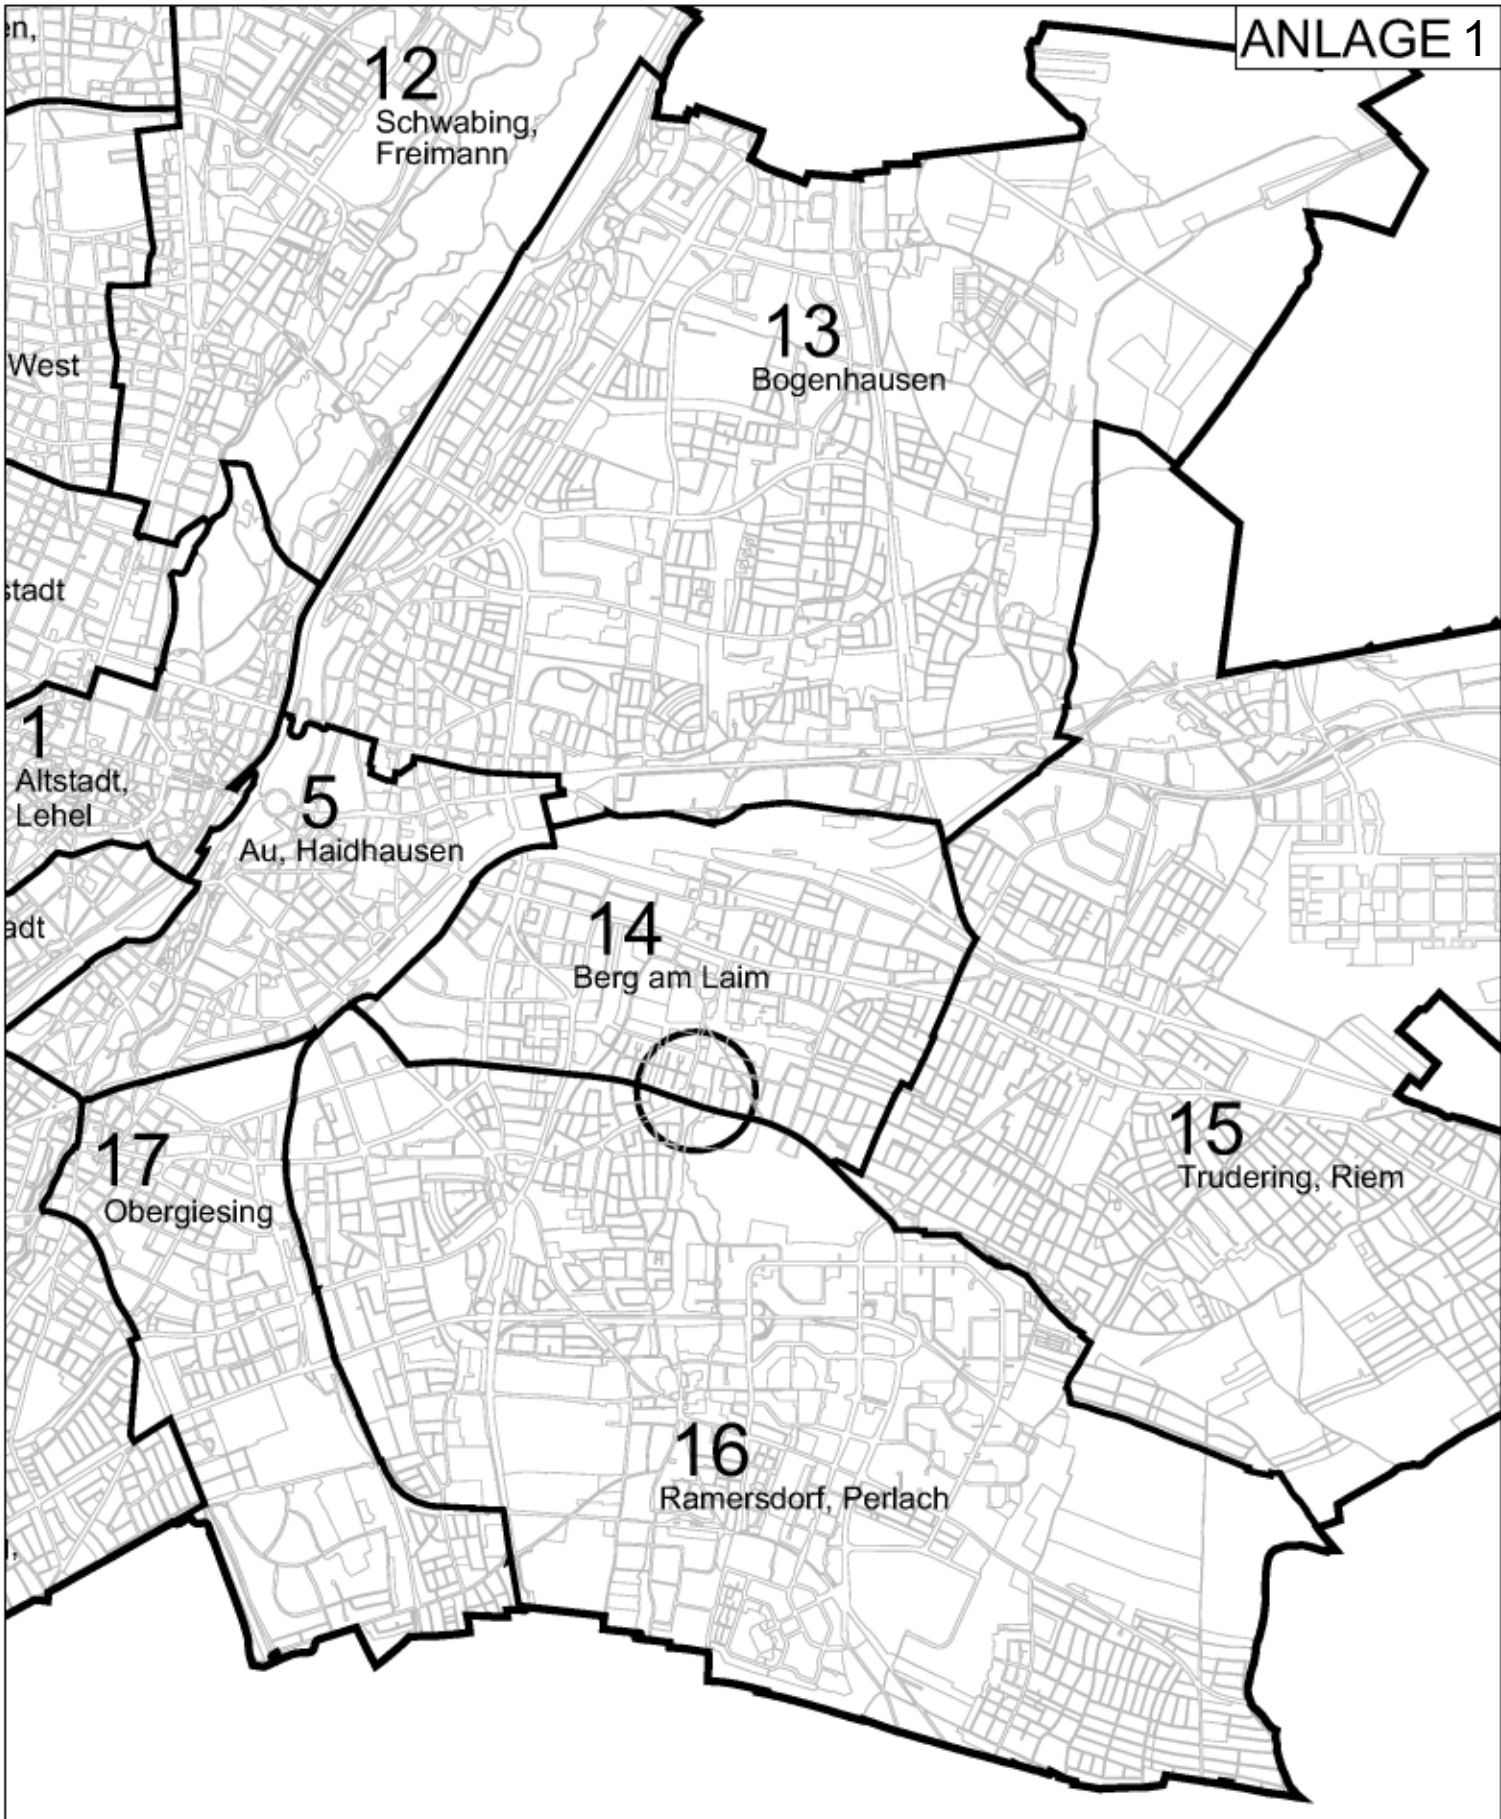 ANLAGE 1
en,
12
Schwabing,
Freimann
13
Bogenhausen
West
stadt
1
Altstadt,
Lehel
5
Au, Haidhausen
adt
14
Berg am Laim
15
Trudering, Riem
17
Obergiesing
16
Ramersdorf, Perlach